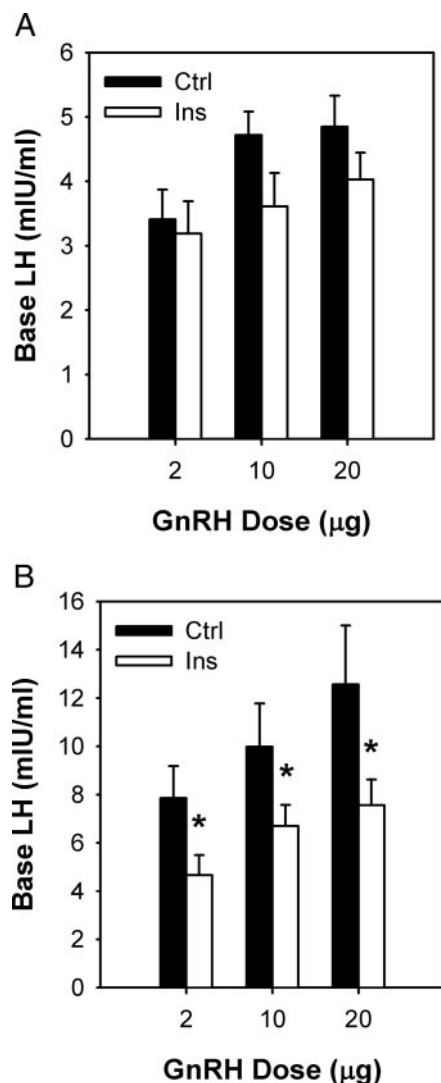 A
Base LH (mIU/ml)
6
5
4
3
2
1
0
Ctrl
Ins
2 10 20
GnRH Dose (μg)
B
Base LH (mIU/ml)
16
14
12
10
8
6
4
2
0
Ctrl
Ins
* * *
2 10 20
GnRH Dose (μg)